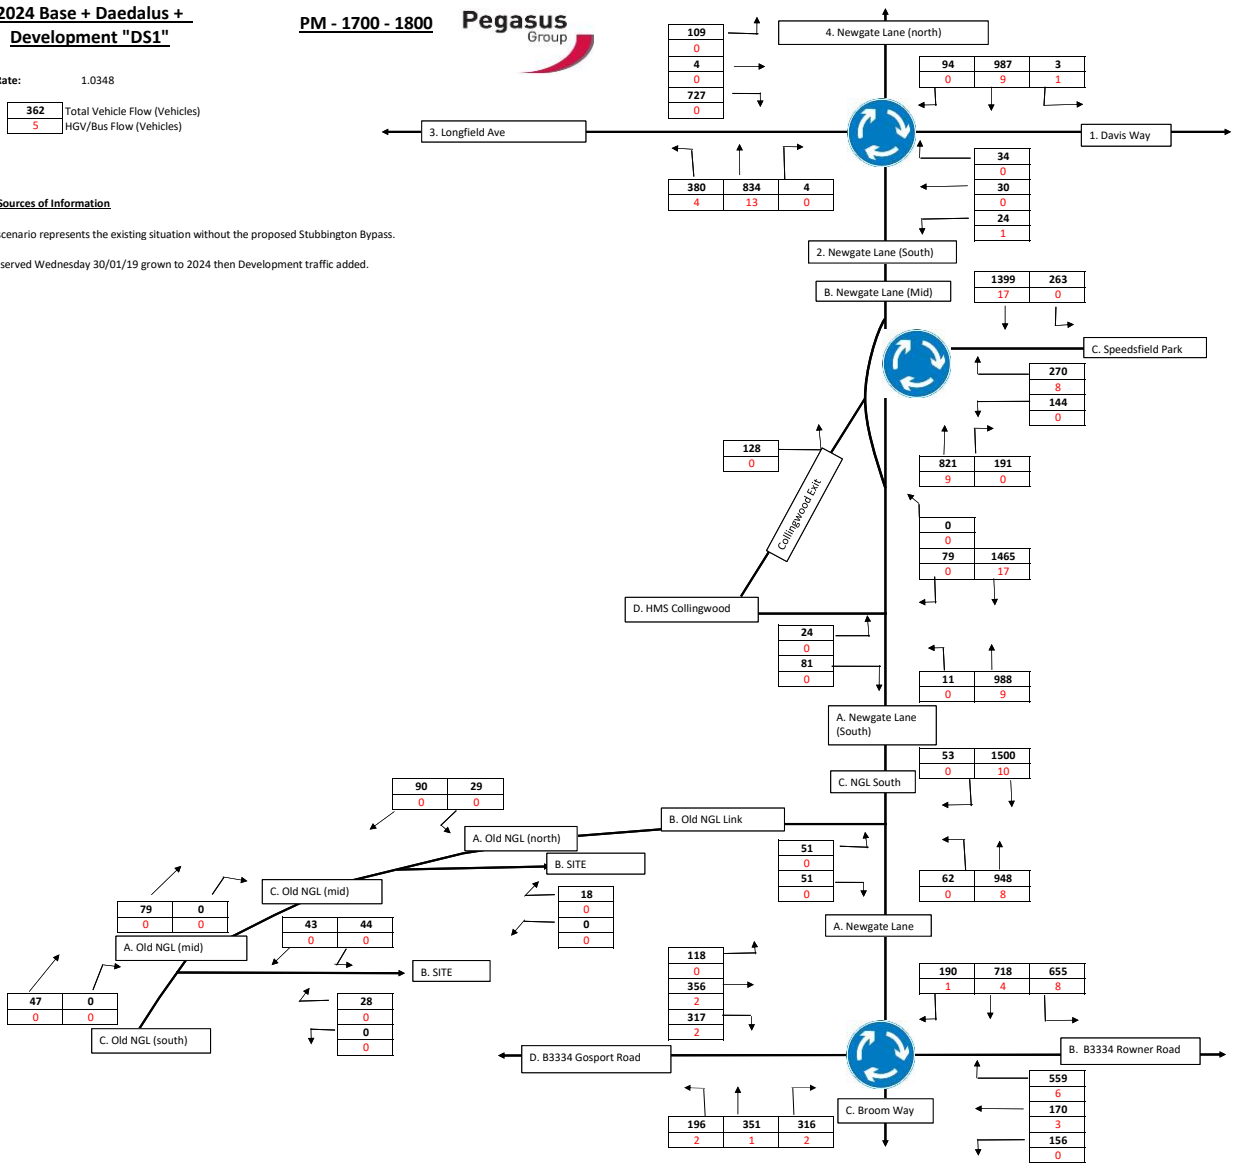 2024 Base + Daedalus +
Development "DS1"
PM - 1700 - 1800
Pegasus
Group
Rate: 1.0348
362 Total Vehicle Flow (Vehicles)
5 HGV/Bus Flow (Vehicles)
Sources of Information
scenario represents the existing situation without the proposed Stubbington Bypass.
served Wednesday 30/01/19 grown to 2024 then Development traffic added.
109
0
4
0
727
0
4. Newgate Lane (north)
94 987 3
0 9 1
3. Longfield Ave
1. Davis Way
380 834 4
4 13 0
34
0
30
0
24
1
2. Newgate Lane (South)
B. Newgate Lane (Mid)
1399 263
17 0
C. Speedsfield Park
270
8
144
0
128
0
821 191
9 0
Collingwood Exit
0
0
79 1465
0 17
D. HMS Collingwood
24
0
81
0
11 988
0 9
A. Newgate Lane
(South)
53 1500
0 10
C. NGL South
90 29
0 0
B. Old NGL Link
A. Old NGL (north)
51
0
51
0
62 948
0 8
B. SITE
C. Old NGL (mid)
18
0
0
0
79 0
0 0
43 44
0 0
A. Newgate Lane
A. Old NGL (mid)
B. SITE
47 0
0 0
28
0
0
0
C. Old NGL (south)
118
0
356
2
317
2
190 718 655
1 4 8
D. B3334 Gosport Road
B. B3334 Rowner Road
C. Broom Way
196 351 316
2 1 2
559
6
170
3
156
0